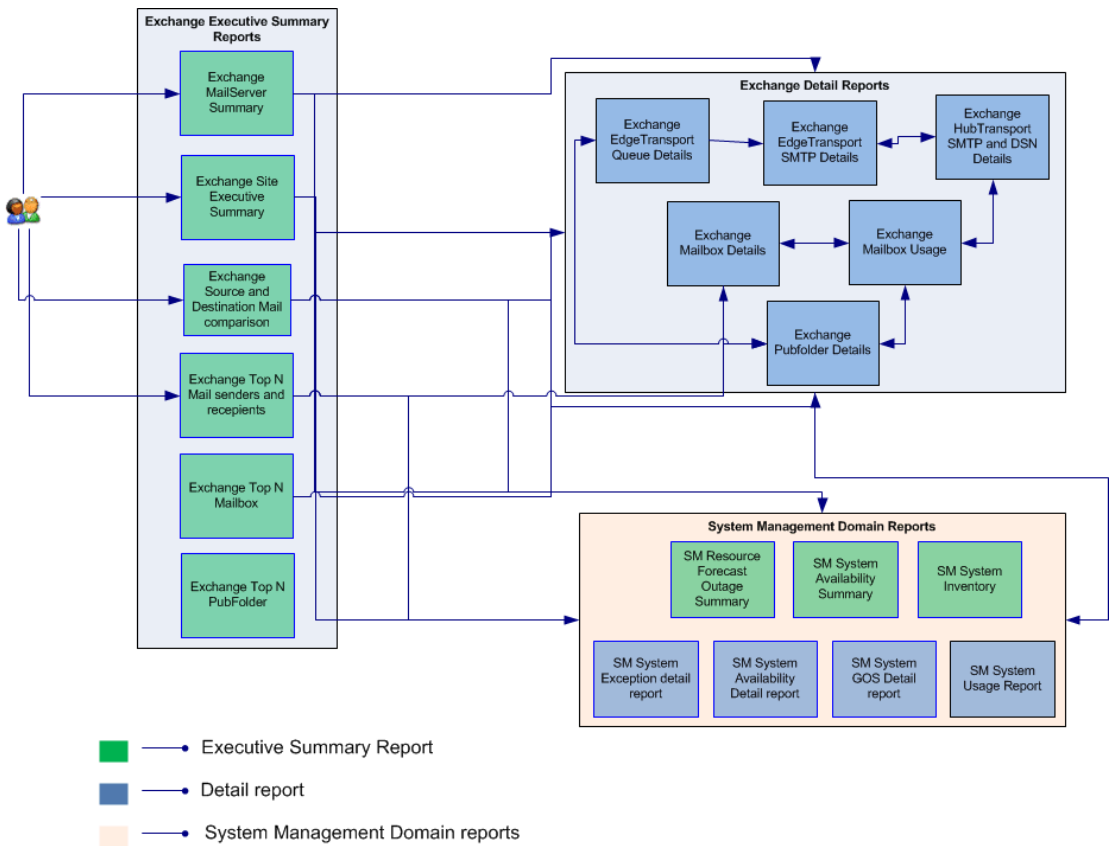 Exchange Executive Summary
Reports
Exchange
MailServer
Summary
Exchange Site
Executive
Summary
Exchange
Source and
Destination Mail
comparison
Exchange Top N
Mail senders and
recepients
Exchange Top N
Mailbox
Exchange Top N
PubFolder
Exchange Detail Reports
Exchange
EdgeTransport
Queue Details
Exchange
EdgeTransport
SMTP Details
Exchange
HubTransport
SMTP and DSN
Details
Exchange
Mailbox Details
Exchange
Mailbox Usage
Exchange
Pubfolder Details
System Management Domain Reports
SM Resource
Forecast
Outage
Summary
SM System
Availability
Summary
SM System
Inventory
SM System
Exception detail
report
SM System
Availability
Detail report
SM System
GOS Detail
report
SM System
Usage Report
Executive Summary Report
Detail report
System Management Domain reports